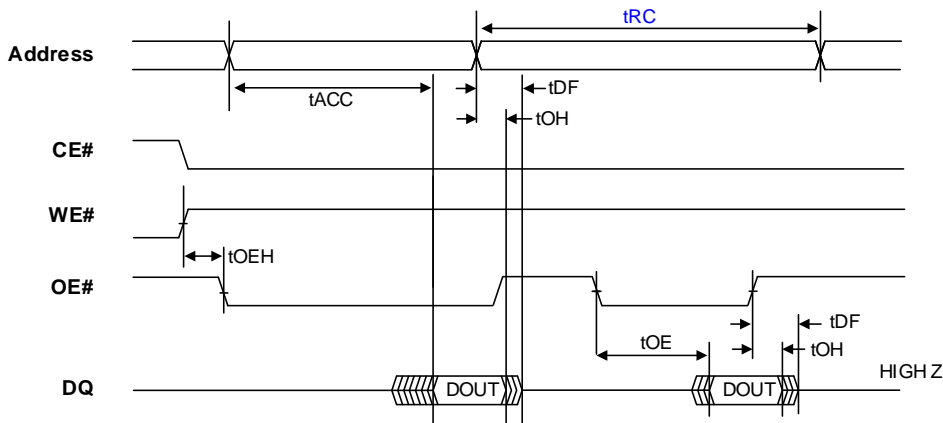 tRC
Address
tACC
tDF
tOH
CE#
WE#
tOEH
OE#
tDF
tOE
tOH
HIGH Z
DQ
DOUT
DOUT